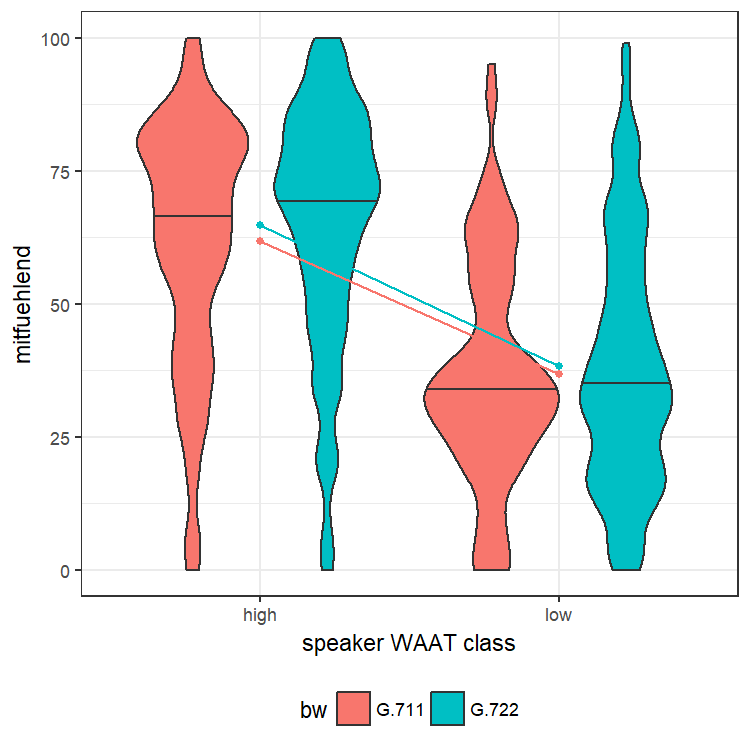 100
75
50
25
0
mitfuehlend
high low
speaker WAAT class
bw G.711 G.722